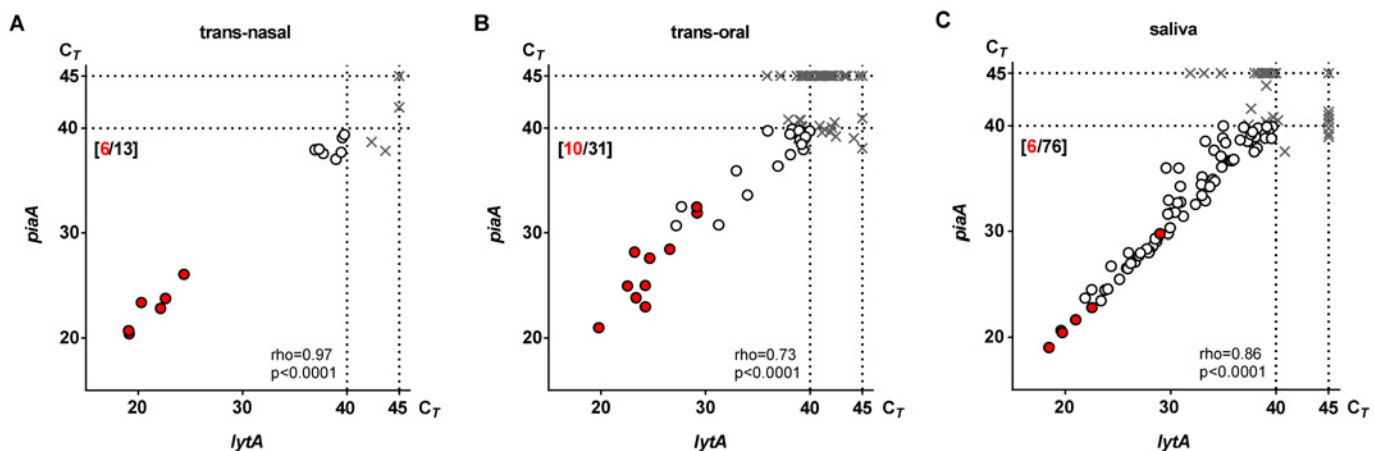 A
trans-nasal
C_T
45
40
[6/13]
30
20
piaA
rho=0.97
p<0.0001
20
30
40
45
C_T
lytA
B
trans-oral
C_T
45
40
[10/31]
30
20
piaA
rho=0.73
p<0.0001
20
30
40
45
C_T
lytA
C
saliva
C_T
45
40
[6/76]
30
20
piaA
rho=0.86
p<0.0001
20
30
40
45
C_T
lytA